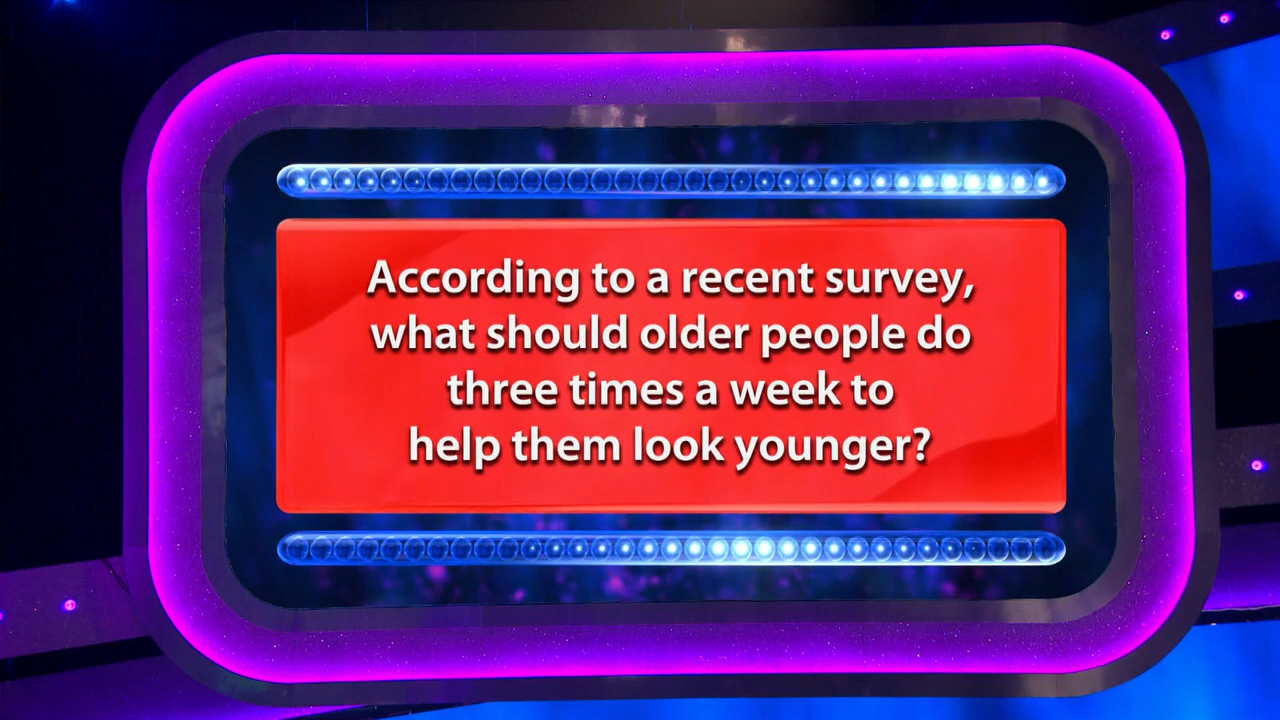 According to a recent survey,
what should older people do
three times a week to
help them look younger?